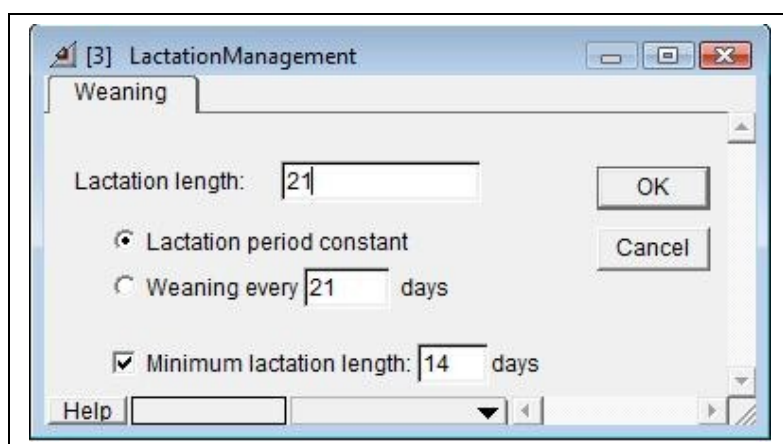 [3] LactationManagement
Weaning
Lactation length: 21
OK
Lactation period constant
Cancel
Weaning every 21 days
Minimum lactation length: 14 days
Help